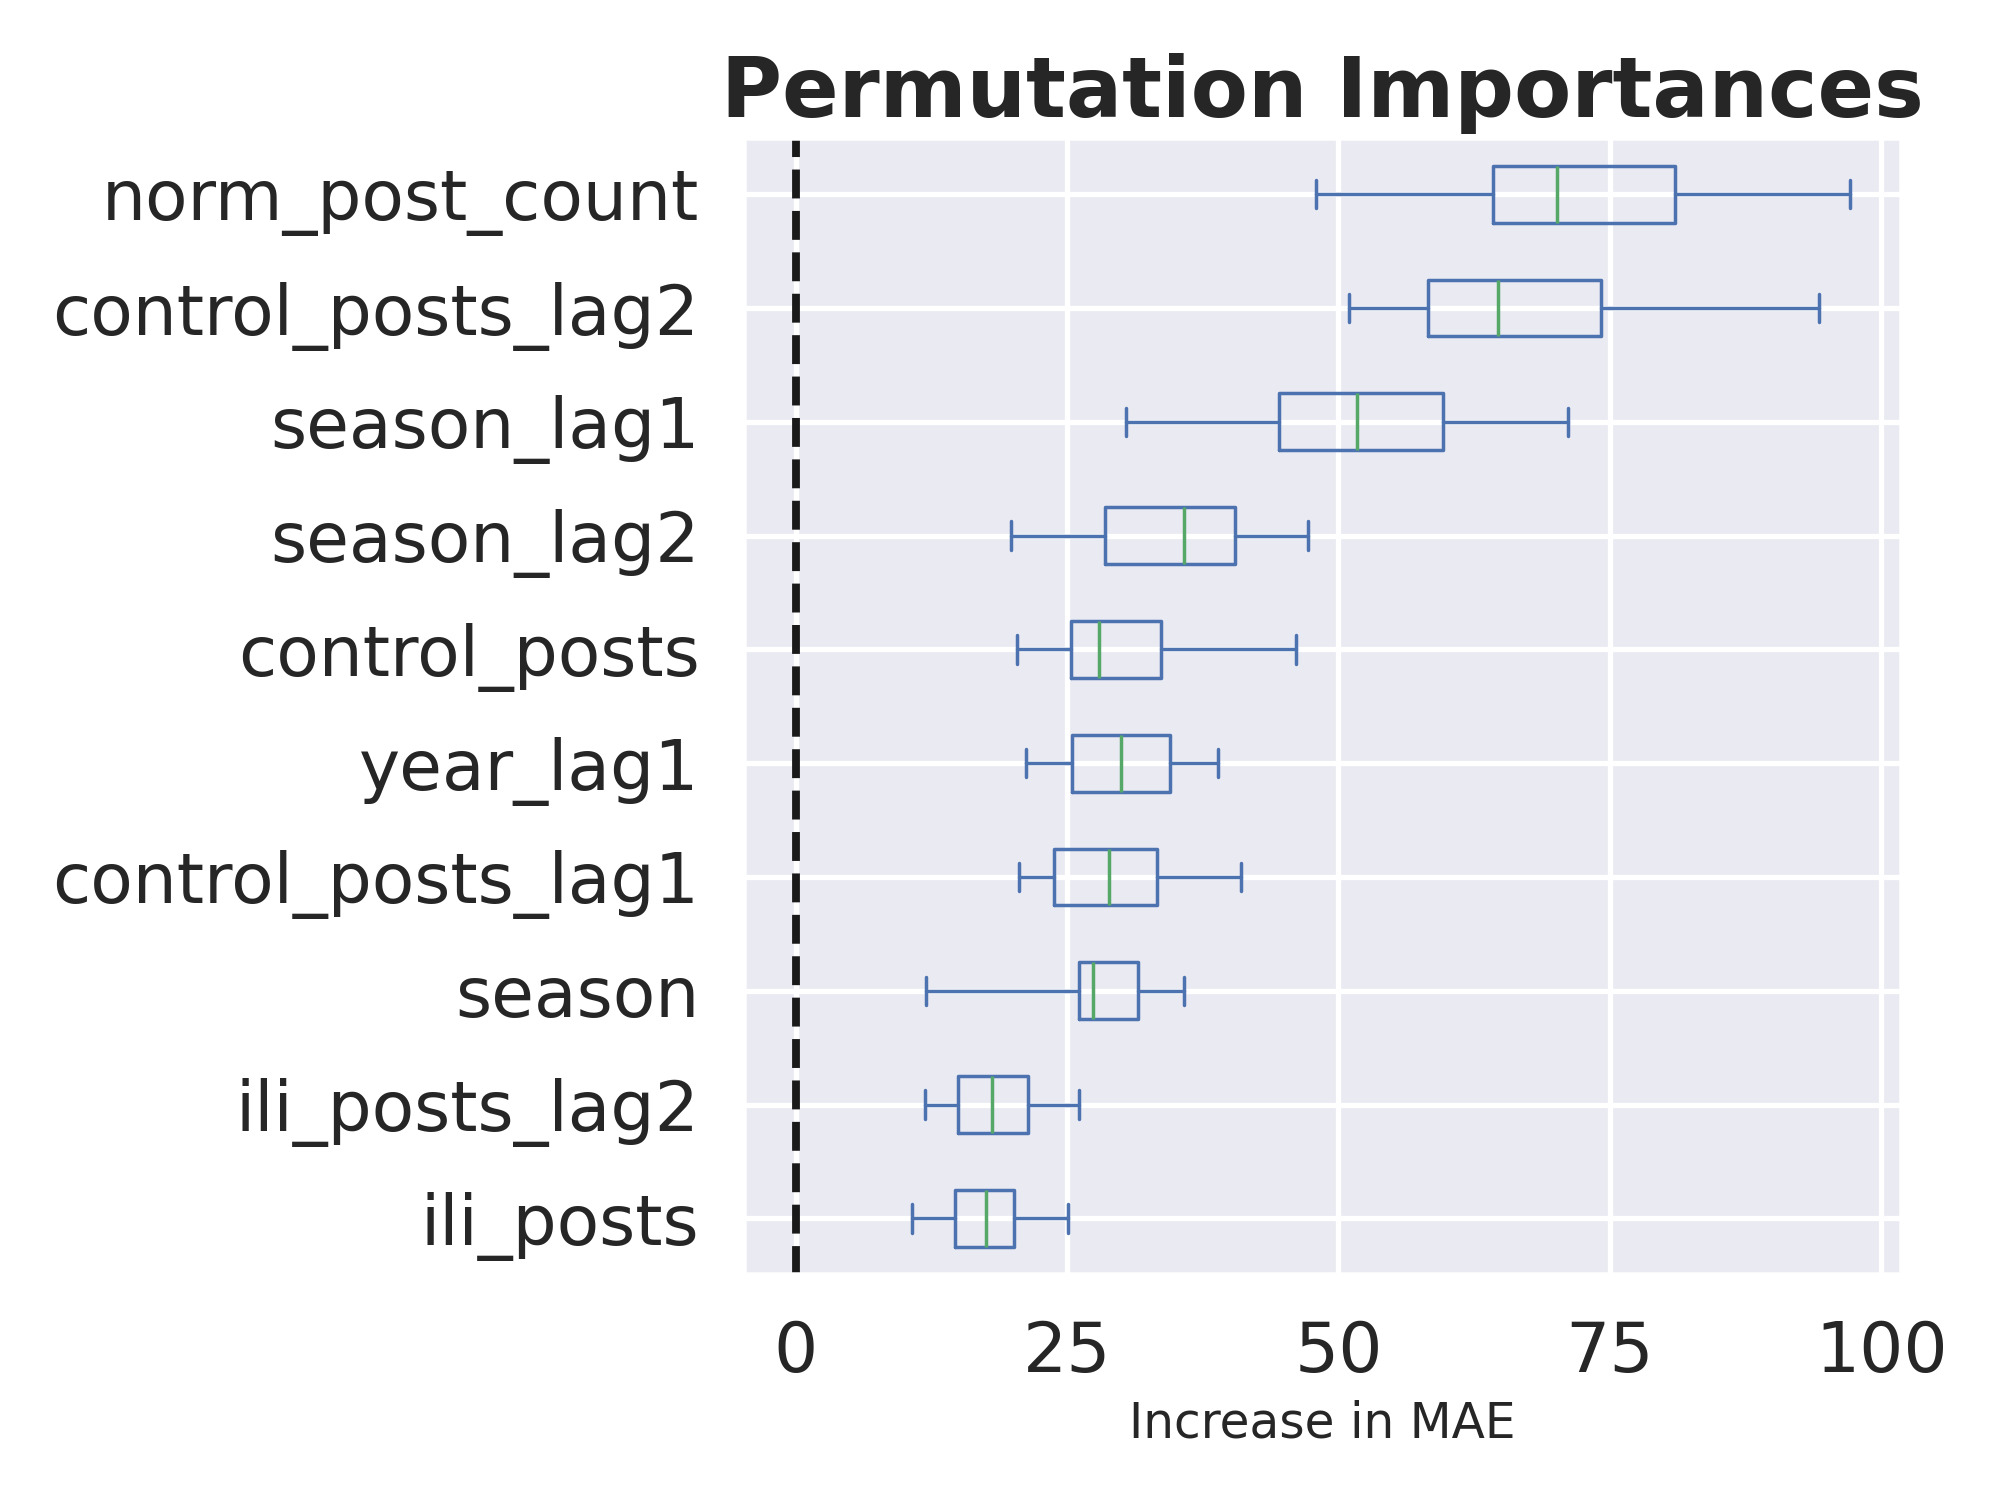 Permutation Importances
norm_post_count
control_posts_lag2
season_lag1
season_lag2
control_posts
year_lag1
control_posts_lag1
season
ili_posts_lag2
ili_posts
0 25 50 75 100
Increase in MAE